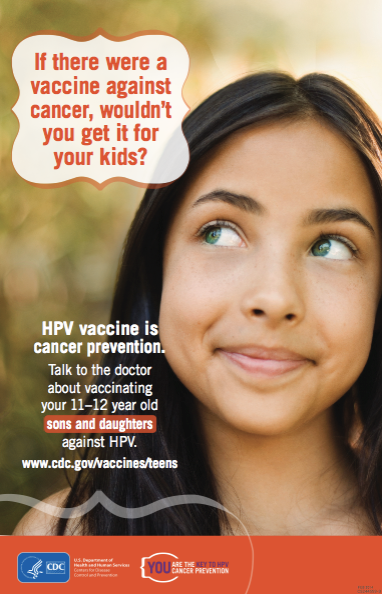 If there were a
vaccine against
cancer, wouldn't
you get it for
your kids?
HPV vaccine is
cancer prevention.
Talk to the doctor
about vaccinating
your 11–12 year old
sons and daughters
against HPV.
www.cdc.gov/vaccines/teens
CDC
U.S. Department of
Health and Human Services
Centers for Disease
Control and Prevention
YOU ARE THE KEY TO HPV
CANCER PREVENTION